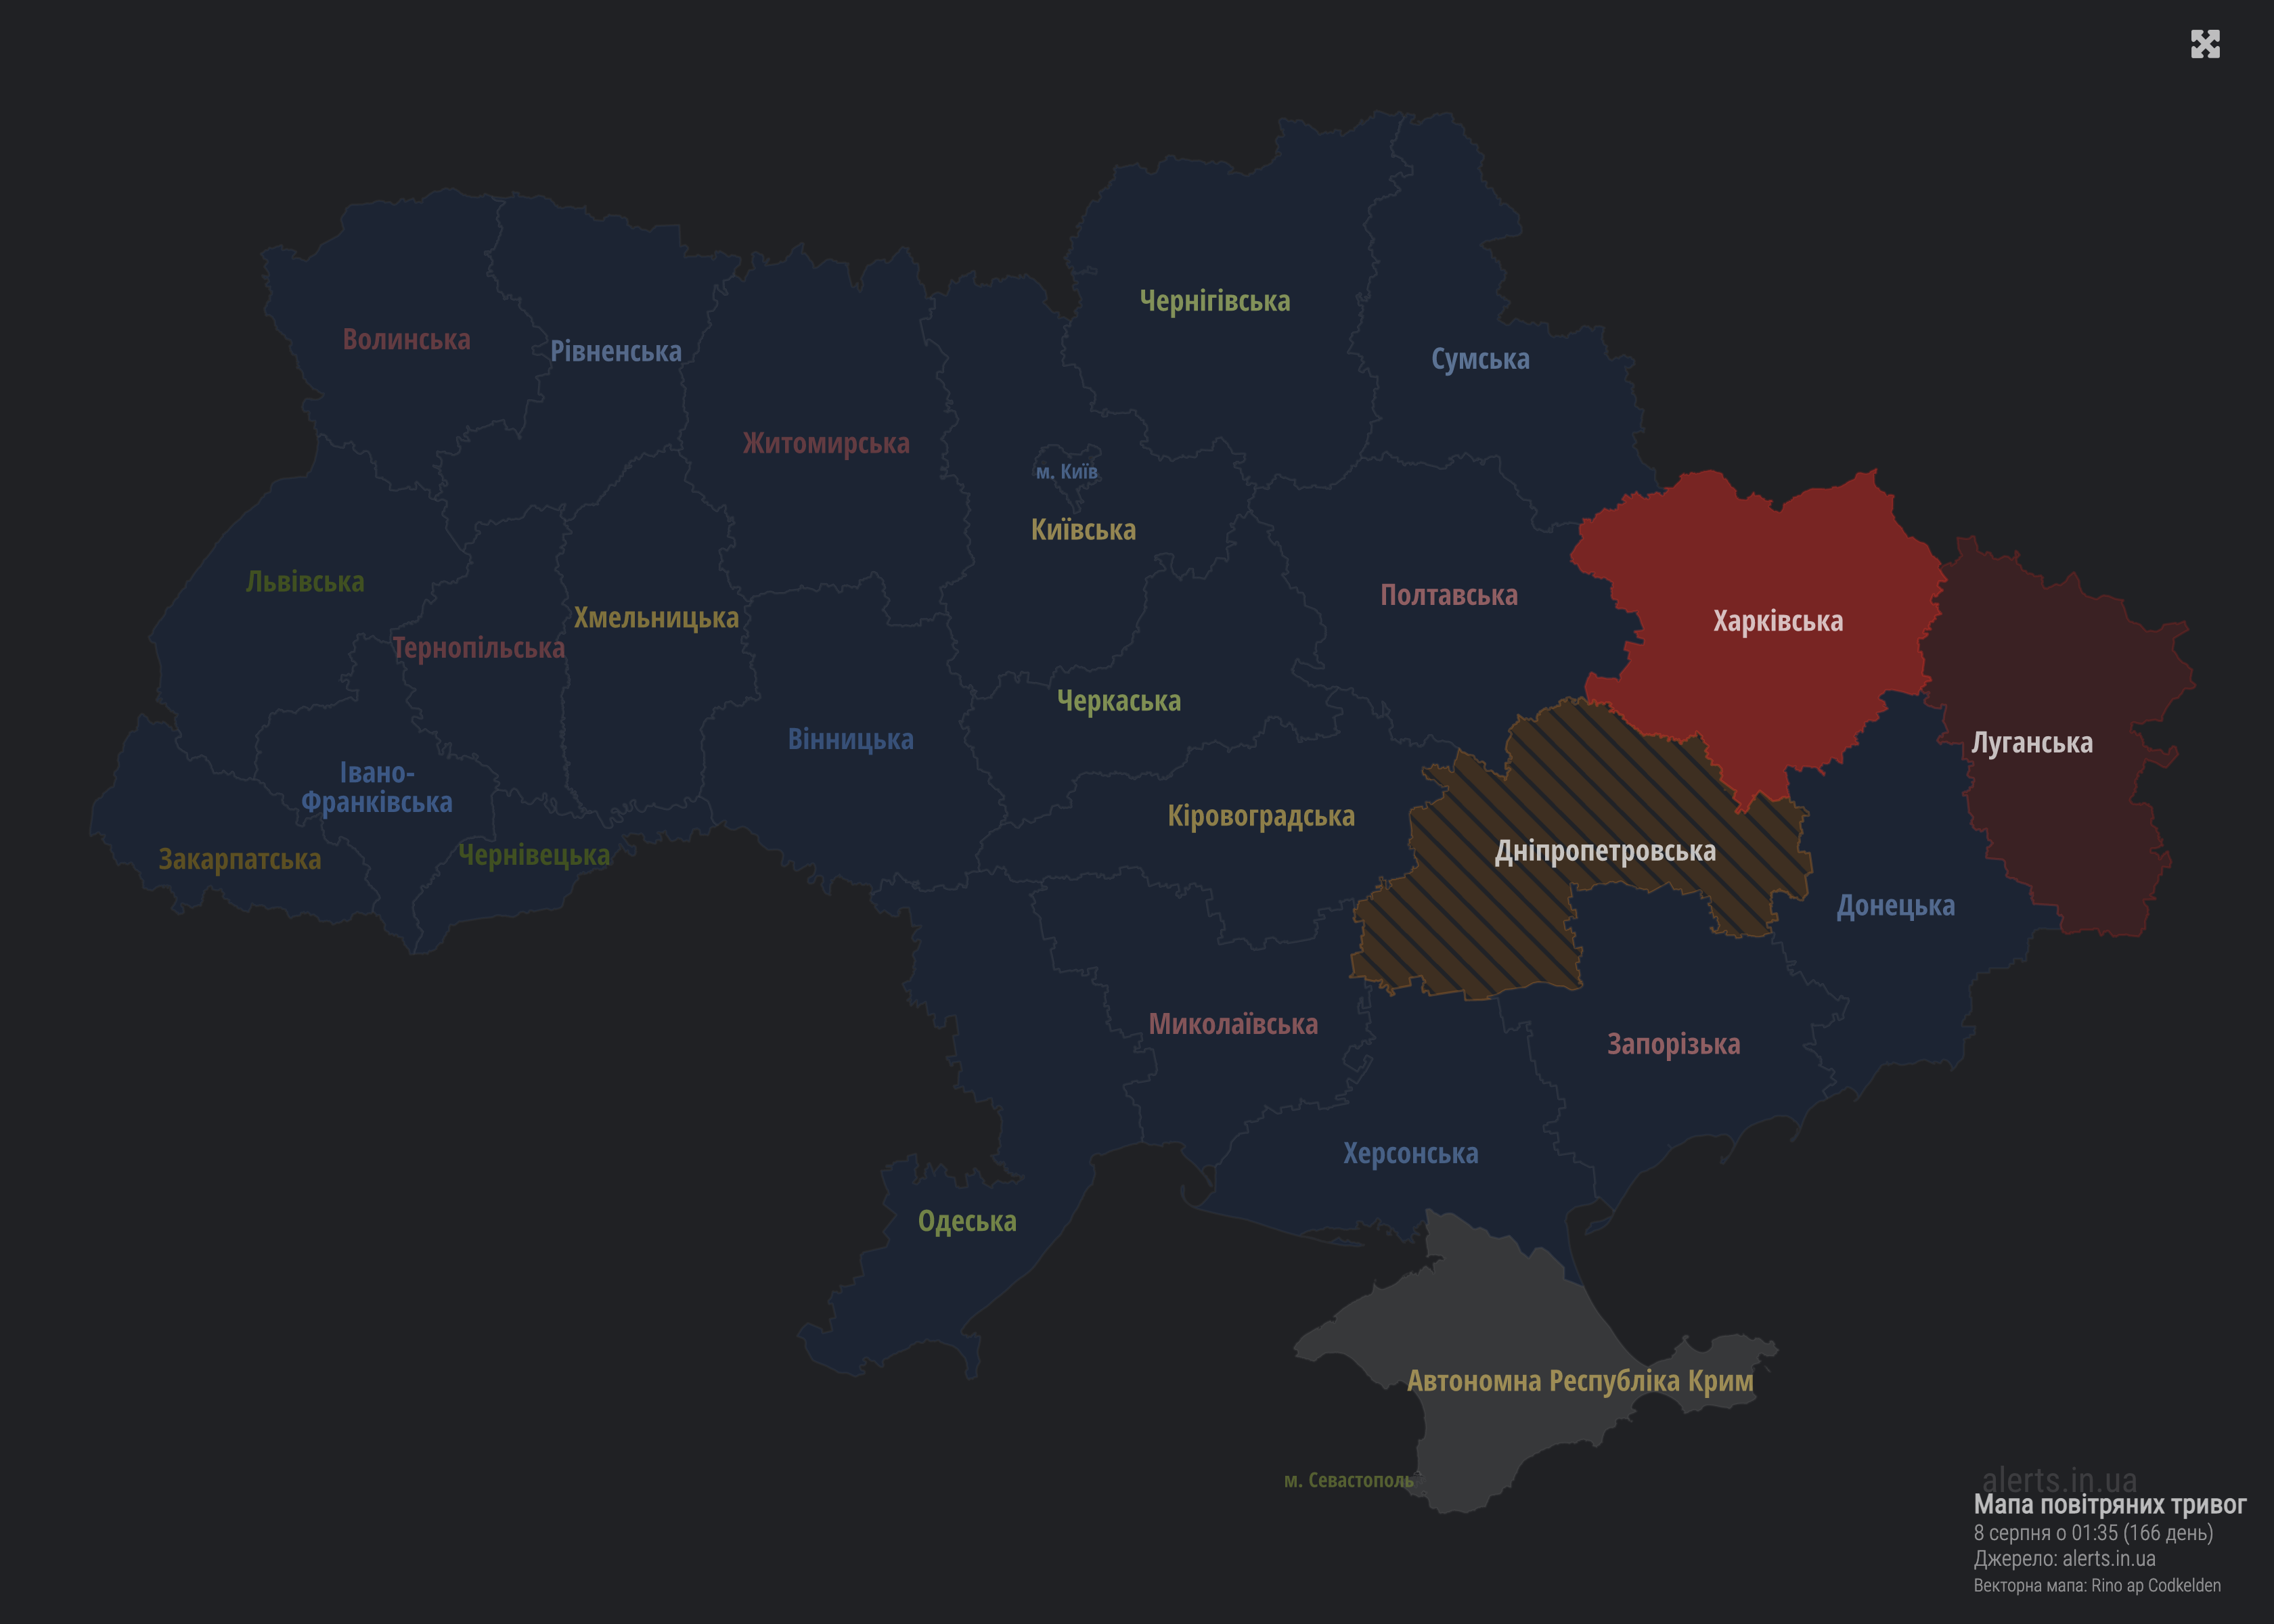 Чернігівська
Волинська
Рівненська
Сумська
Житомирська
м. Київ
Київська
Львівська
Хмельницька
Тернопільська
Полтавська
Харківська
Черкаська
Вінницька
Луганська
Івано-
Франківська
Кіровоградська
Дніпропетровська
Закарпатська
Чернівецька
Донецька
Миколаївська
Запорізька
Херсонська
Одеська
Автономна Республіка Крим
м. Севастополь
alerts.in.ua
Мапа повітряних тривог
8 серпня о 01:35 (166 день)
Джерело: alerts.in.ua
Векторна мапа: Rino ap Codkelden